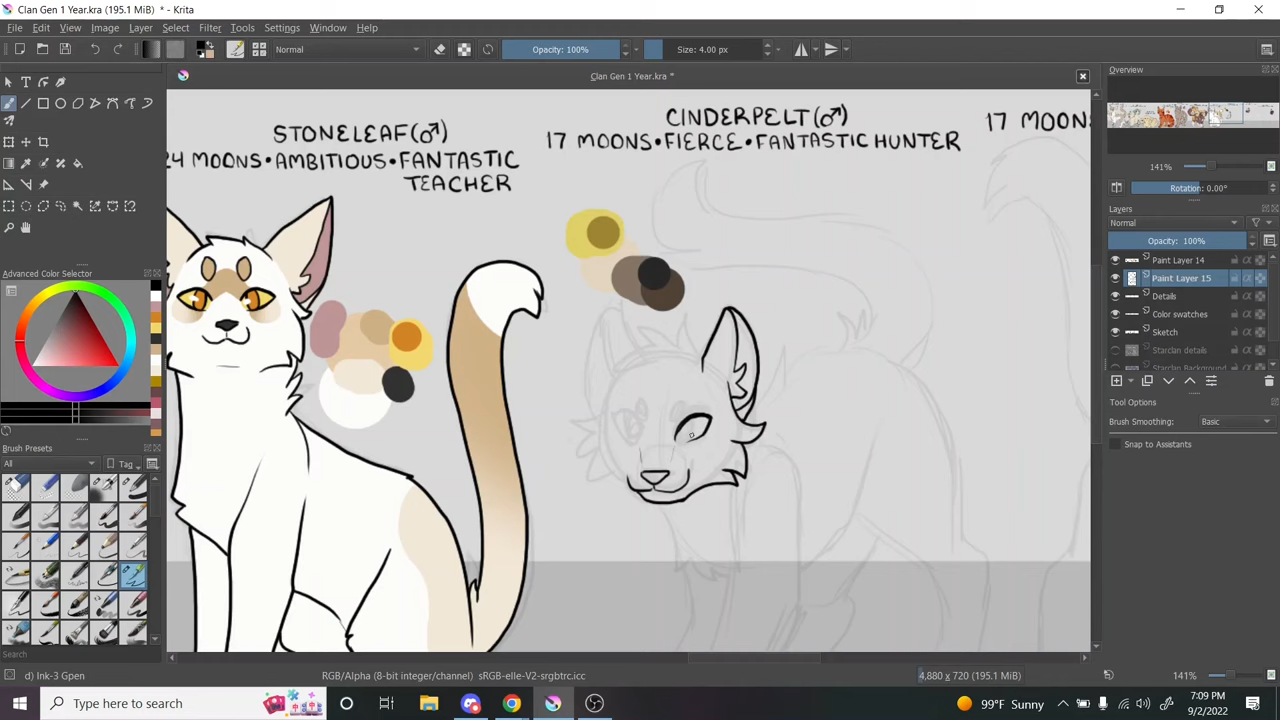 Clan Gen 1 Year.kra (195.1 MiB) * - Krita
File Edit View Image Layer Select Filter Tools Settings Window Help
Normal Opacity: 100% Size: 4.00 px
Clan Gen 1 Year.kra *
STONELEAF(♂)
24 MOONS•AMBITIOUS•FANTASTIC
TEACHER
CINDERPELT(♂)
17 MOONS•FIERCE•FANTASTIC HUNTER
17 MOONS
Advanced Color Selector
Brush Presets
All Tag
Search
Overview
141%
Rotation: 0.00°
Layers
Normal
Opacity: 100%
Paint Layer 14
Paint Layer 15
Details
Color swatches
Sketch
Starclan details
Starclan Background
Tool Options
Brush Smoothing: Basic
Snap to Assistants
d) Ink-3 Gpen RGB/Alpha (8-bit integer/channel) sRGB-elle-V2-srgbtrc.icc 4,880 x 720 (195.1 MiB) 141%
Type here to search 99°F Sunny 7:09 PM
9/2/2022